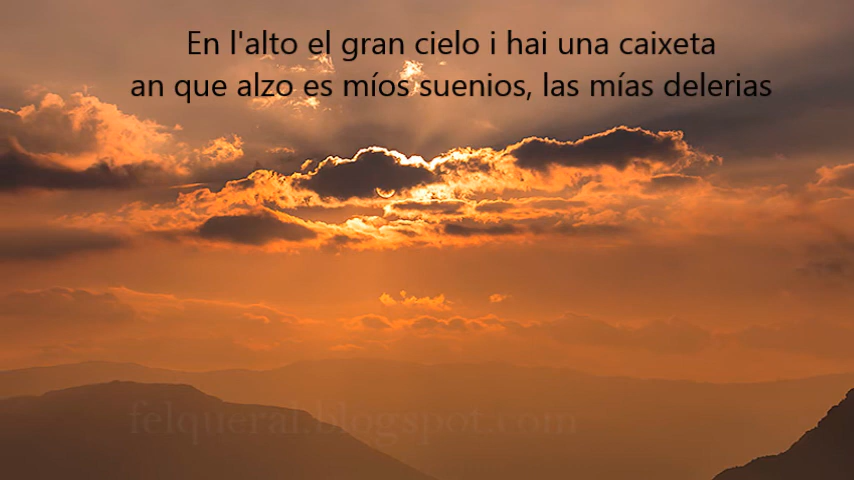 En l'alto el gran cielo i hai una caixeta
an que alzo es míos suenios, las mías delerias
felqueral.blogspot.com